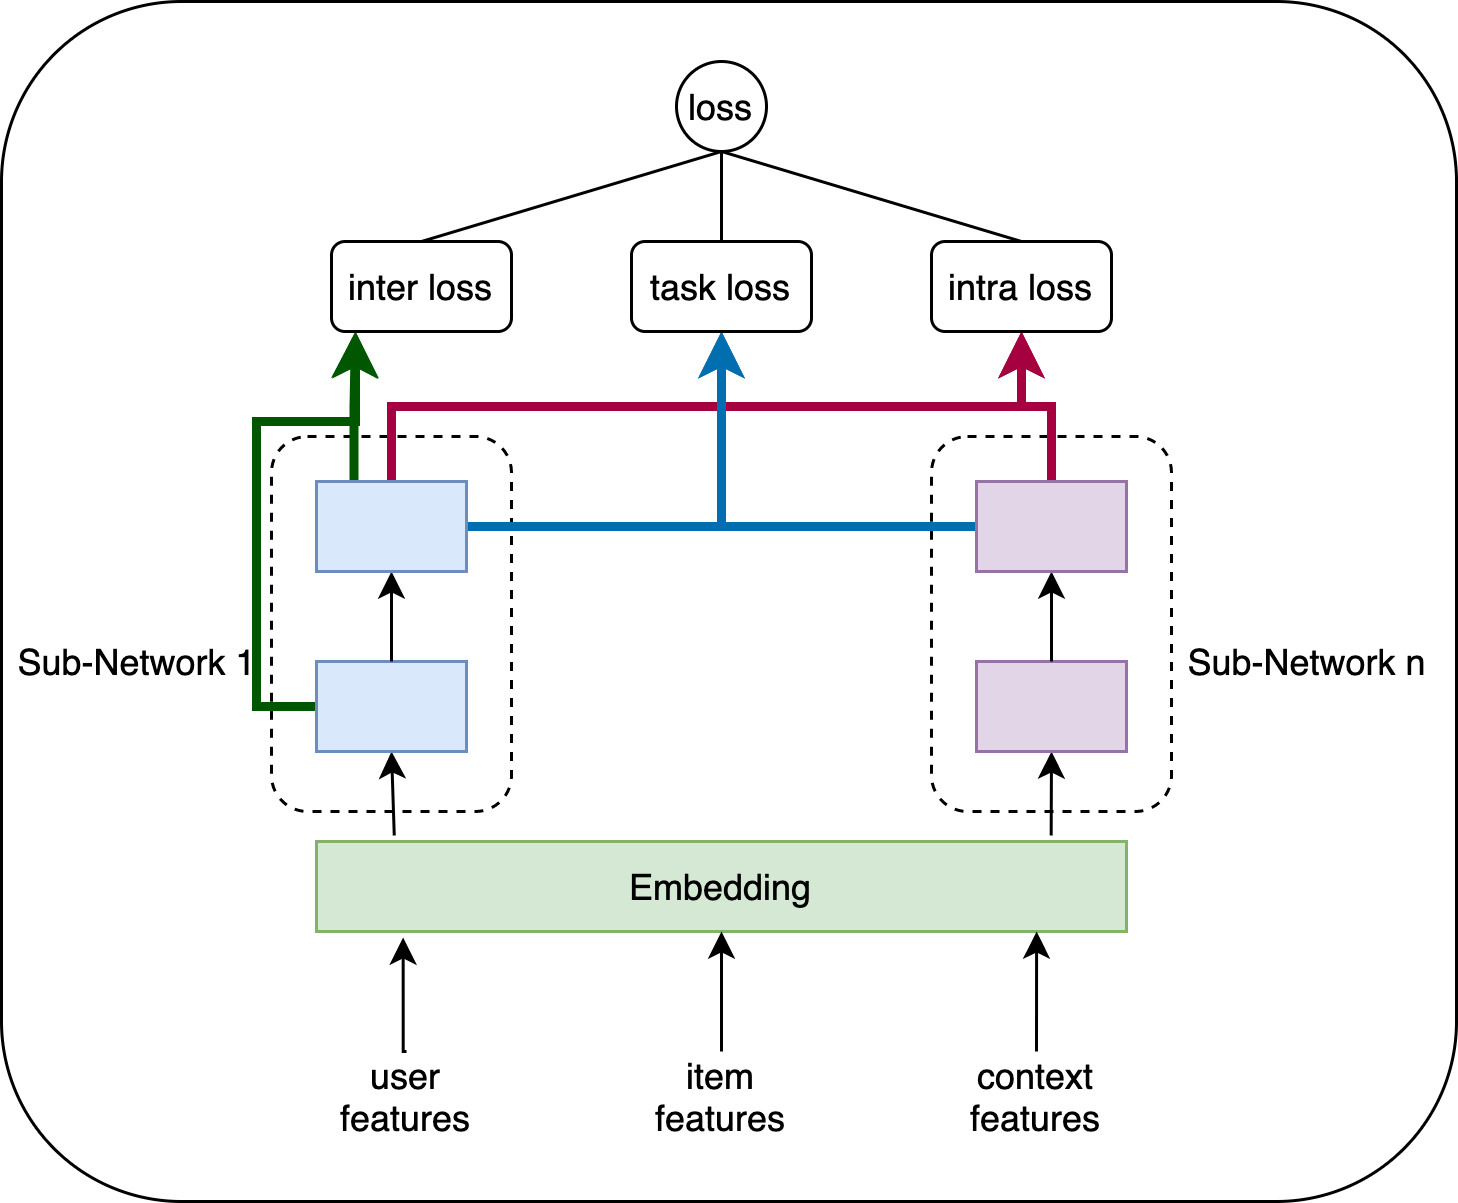 loss
inter loss
task loss
intra loss
Sub-Network 1
Sub-Network n
Embedding
user
features
item
features
context
features